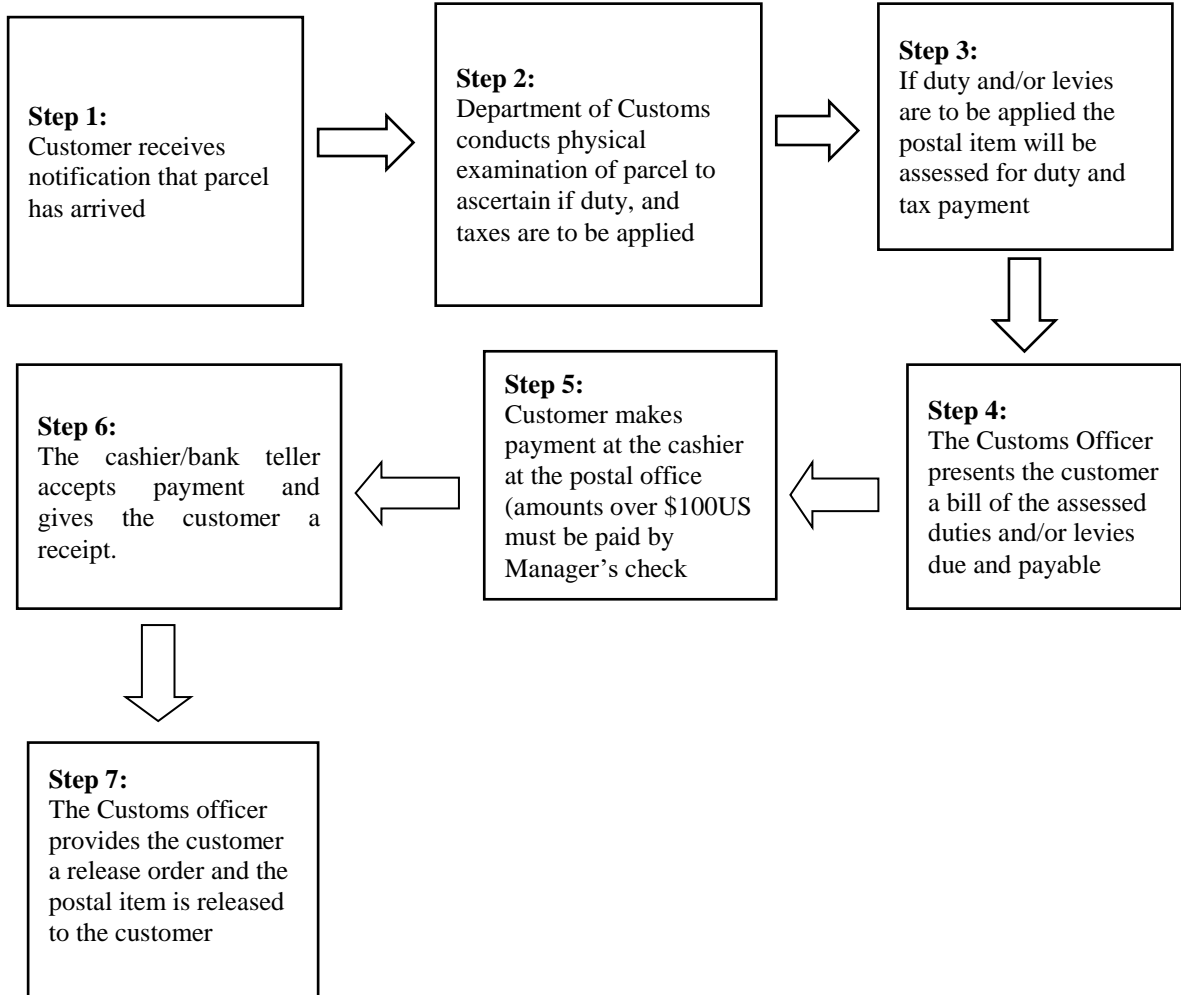 Step 1:
Customer receives
notification that parcel
has arrived
Step 2:
Department of Customs
conducts physical
examination of parcel to
ascertain if duty, and
taxes are to be applied
Step 3:
If duty and/or levies
are to be applied the
postal item will be
assessed for duty and
tax payment
Step 4:
The Customs Officer
presents the customer
a bill of the assessed
duties and/or levies
due and payable
Step 5:
Customer makes
payment at the cashier
at the postal office
(amounts over $100US
must be paid by
Manager’s check
Step 6:
The cashier/bank teller
accepts payment and
gives the customer a
receipt.
Step 7:
The Customs officer
provides the customer
a release order and the
postal item is released
to the customer